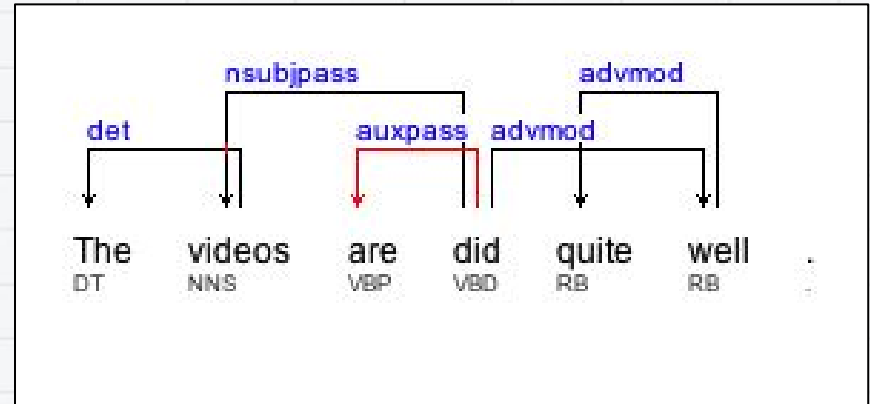 nsubjpass advmod
det auxpass advmod
The videos are did quite well .
DT NNS VBP VBD RB RB .